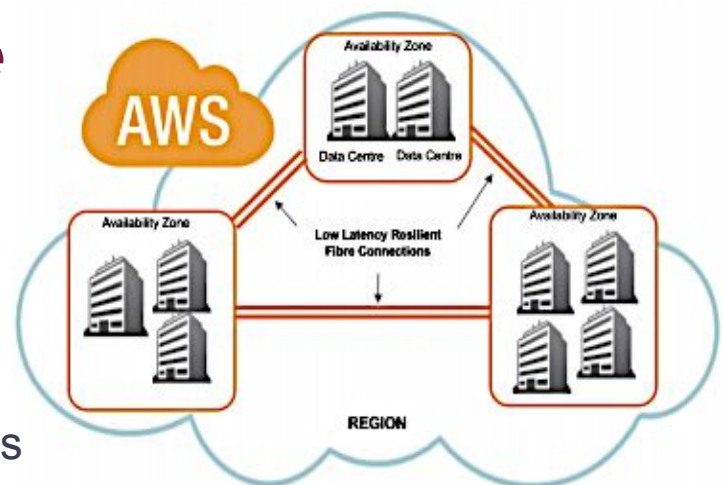 e
AWS
Availability Zone
Data Centre Data Centre
Availability Zone
Availability Zone
Low Latency Resilient
Fibre Connections
REGION
s